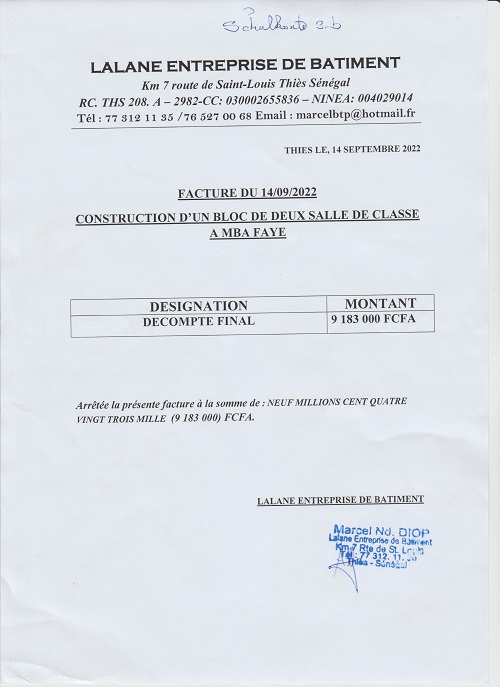 3.b
LALANE ENTREPRISE DE BATIMENT
Km 7 route de Saint-Louis Thiès Sénégal
RC. THS 208. A – 2982-CC: 030002655836 – NINEA: 004029014
Tél : 77 312 11 35 /76 527 00 68 Email : marcelbtp@hotmail.fr
THIES LE, 14 SEPTEMBRE 2022
FACTURE DU 14/09/2022
CONSTRUCTION D'UN BLOC DE DEUX SALLE DE CLASSE
A MBA FAYE
DESIGNATION MONTANT
DECOMPTE FINAL 9 183 000 FCFA
Arrêtée la présente facture à la somme de : NEUF MILLIONS CENT QUATRE
VINGT TROIS MILLE (9 183 000) FCFA.
LALANE ENTREPRISE DE BATIMENT
Marcel Nd. DIOP
Lalane Entreprise de Batiment
Km 7 Rte de St. Louis
Tél : 77 312. 11.
Thiès - Sénégal